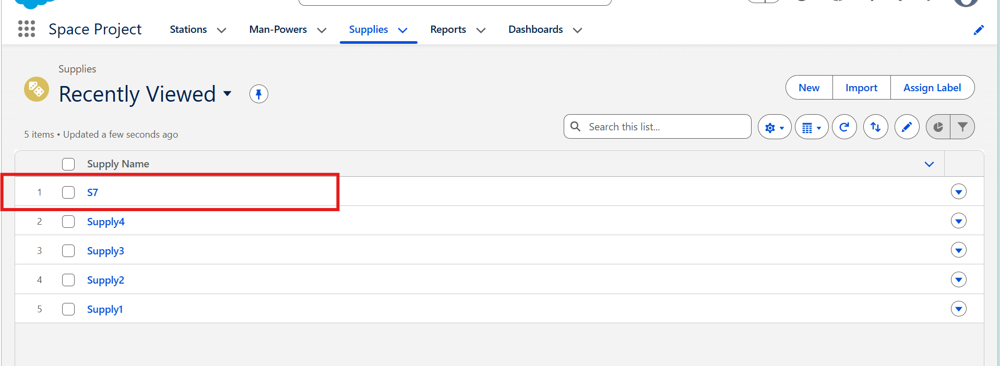 Space Project Stations Man-Powers Supplies Reports Dashboards
Supplies
Recently Viewed
New Import Assign Label
5 items • Updated a few seconds ago
Search this list...
Supply Name
1 S7
2 Supply4
3 Supply3
4 Supply2
5 Supply1